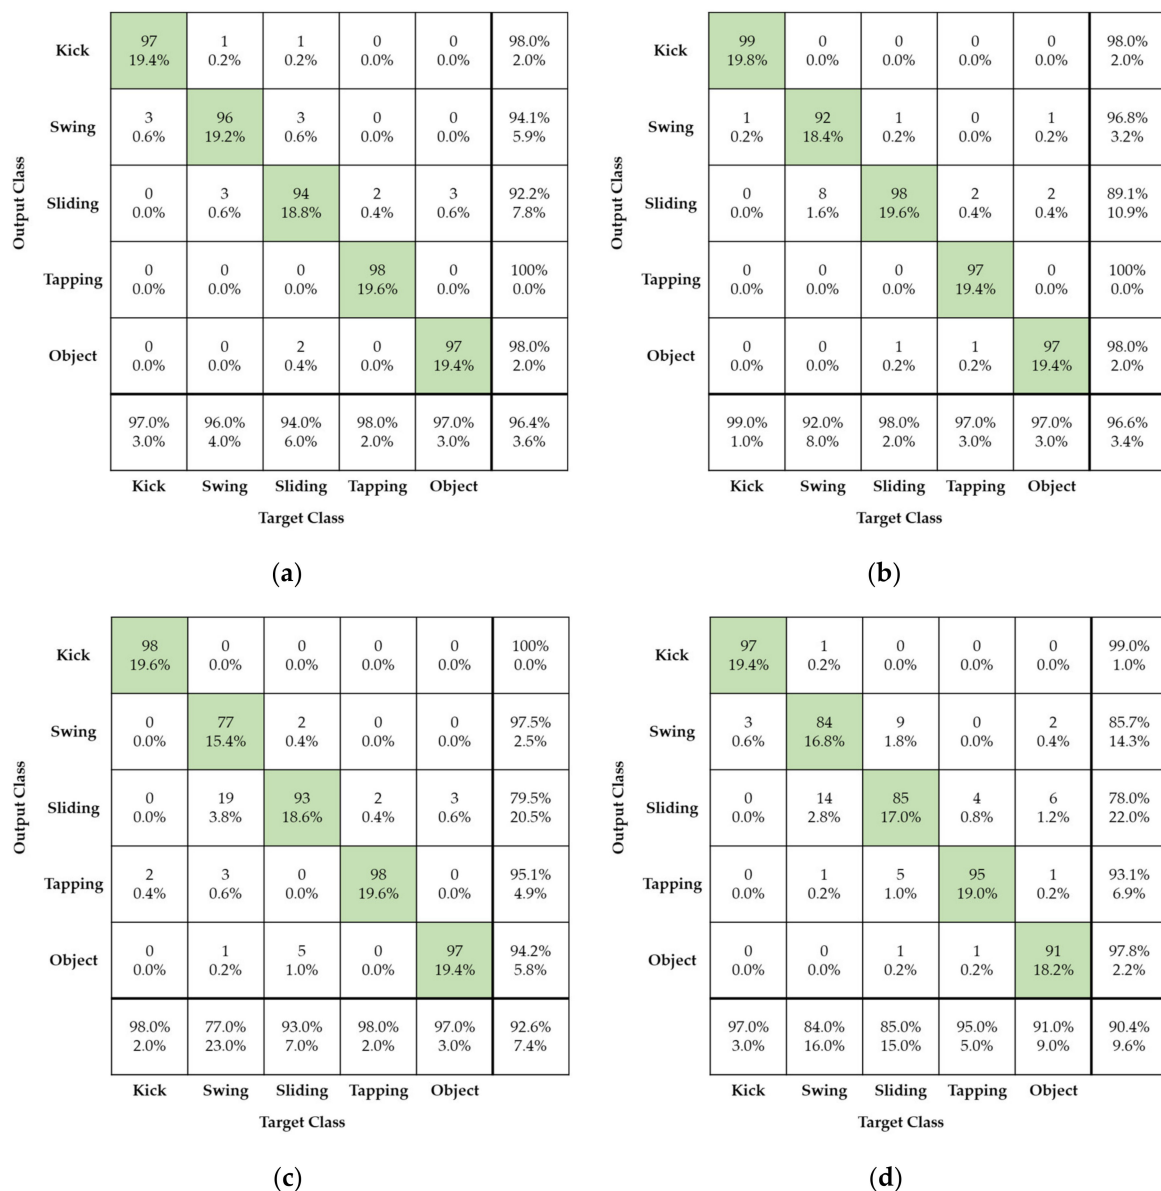 Output Class
Kick 97 1 1 0 0 98.0%
19.4% 0.2% 0.2% 0.0% 0.0% 2.0%
Swing 3 96 3 0 0 94.1%
0.6% 19.2% 0.6% 0.0% 0.0% 5.9%
Sliding 0 3 94 2 3 92.2%
0.0% 0.6% 18.8% 0.4% 0.6% 7.8%
Tapping 0 0 0 98 0 100%
0.0% 0.0% 0.0% 19.6% 0.0% 0.0%
Object 0 0 2 0 97 98.0%
0.0% 0.0% 0.4% 0.0% 19.4% 2.0%
97.0% 96.0% 94.0% 98.0% 97.0% 96.4%
3.0% 4.0% 6.0% 2.0% 3.0% 3.6%
Kick Swing Sliding Tapping Object
Target Class
(a)
Output Class
Kick 99 0 0 0 0 98.0%
19.8% 0.0% 0.0% 0.0% 0.0% 2.0%
Swing 1 92 1 0 1 96.8%
0.2% 18.4% 0.2% 0.0% 0.2% 3.2%
Sliding 0 8 98 2 2 89.1%
0.0% 1.6% 19.6% 0.4% 0.4% 10.9%
Tapping 0 0 0 97 0 100%
0.0% 0.0% 0.0% 19.4% 0.0% 0.0%
Object 0 0 1 1 97 98.0%
0.0% 0.0% 0.2% 0.2% 19.4% 2.0%
99.0% 92.0% 98.0% 97.0% 97.0% 96.6%
1.0% 8.0% 2.0% 3.0% 3.0% 3.4%
Kick Swing Sliding Tapping Object
Target Class
(b)
Output Class
Kick 98 0 0 0 0 100%
19.6% 0.0% 0.0% 0.0% 0.0% 0.0%
Swing 0 77 2 0 0 97.5%
0.0% 15.4% 0.4% 0.0% 0.0% 2.5%
Sliding 0 19 93 2 3 79.5%
0.0% 3.8% 18.6% 0.4% 0.6% 20.5%
Tapping 2 3 0 98 0 95.1%
0.4% 0.6% 0.0% 19.6% 0.0% 4.9%
Object 0 1 5 0 97 94.2%
0.0% 0.2% 1.0% 0.0% 19.4% 5.8%
98.0% 77.0% 93.0% 98.0% 97.0% 92.6%
2.0% 23.0% 7.0% 2.0% 3.0% 7.4%
Kick Swing Sliding Tapping Object
Target Class
(c)
Output Class
Kick 97 1 0 0 0 99.0%
19.4% 0.2% 0.0% 0.0% 0.0% 1.0%
Swing 3 84 9 0 2 85.7%
0.6% 16.8% 1.8% 0.0% 0.4% 14.3%
Sliding 0 14 85 4 6 78.0%
0.0% 2.8% 17.0% 0.8% 1.2% 22.0%
Tapping 0 1 5 95 1 93.1%
0.0% 0.2% 1.0% 19.0% 0.2% 6.9%
Object 0 0 1 1 91 97.8%
0.0% 0.0% 0.2% 0.2% 18.2% 2.2%
97.0% 84.0% 85.0% 95.0% 91.0% 90.4%
3.0% 16.0% 15.0% 5.0% 9.0% 9.6%
Kick Swing Sliding Tapping Object
Target Class
(d)